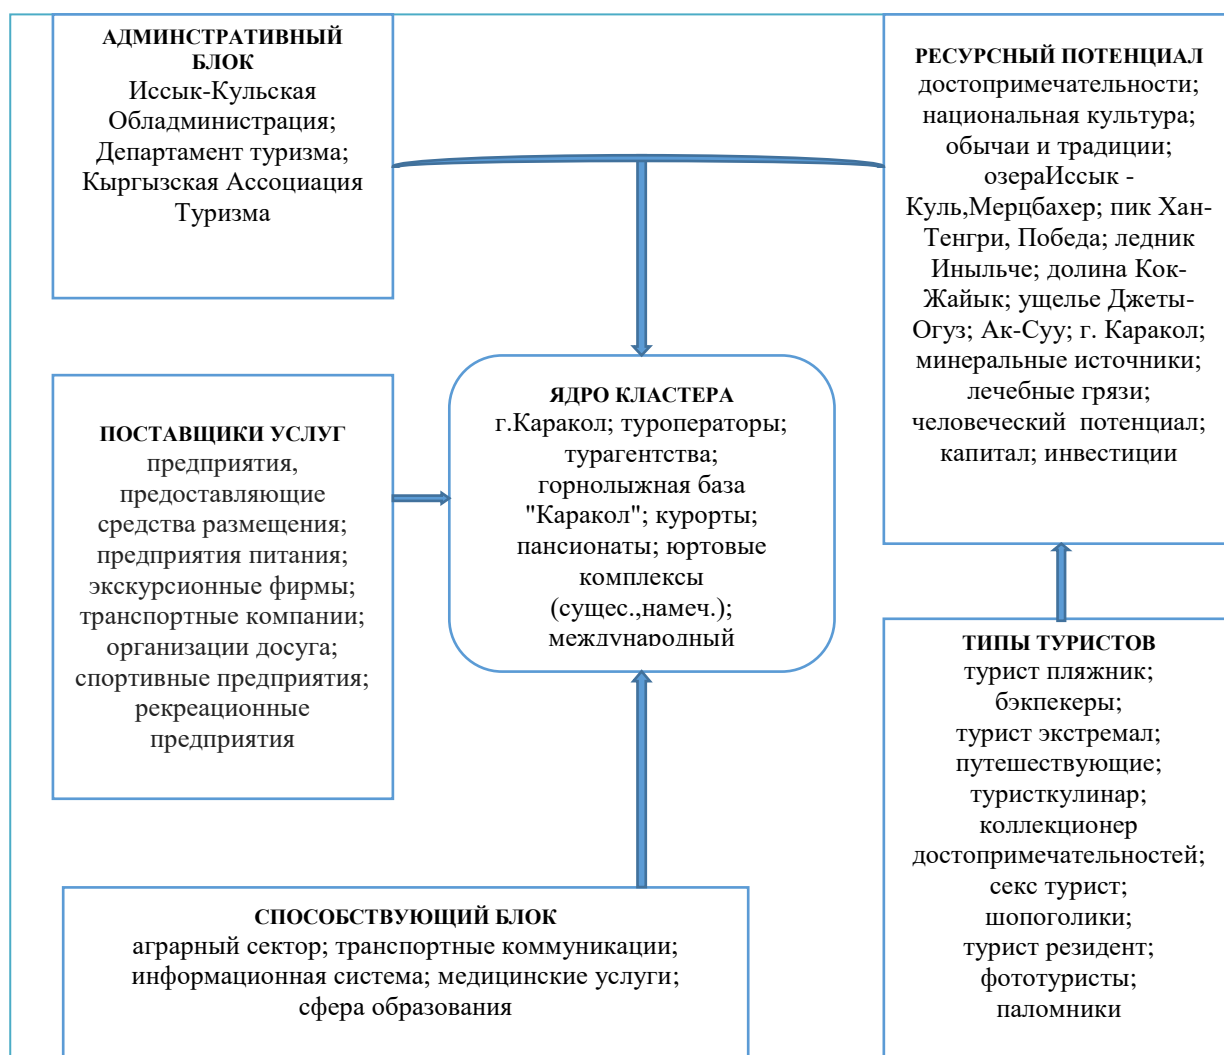 АДМИНСТРАТИВНЫЙ
БЛОК
Иссык-Кульская
Обладминистрация;
Департамент туризма;
Кыргызская Ассоциация
Туризма
РЕСУРСНЫЙ ПОТЕНЦИАЛ
достопримечательности;
национальная культура;
обычаи и традиции;
озераИссык -
Куль,Мерцбахер; пик Хан-
Тенгри, Победа; ледник
Иныльче; долина Кок-
Жайык; ущелье Джеты-
Огуз; Ак-Суу; г. Каракол;
минеральные источники;
лечебные грязи;
человеческий потенциал;
капитал; инвестиции
ПОСТАВЩИКИ УСЛУГ
предприятия,
предоставляющие
средства размещения;
предприятия питания;
экскурсионные фирмы;
транспортные компании;
организации досуга;
спортивные предприятия;
рекреационные
предприятия
ЯДРО КЛАСТЕРА
г.Каракол; туроператоры;
турагентства;
горнолыжная база
"Каракол"; курорты;
пансионаты; юртовые
комплексы
(сущес.,намеч.);
международный
ТИПЫ ТУРИСТОВ
турист пляжник;
бэкпекеры;
турист экстремал;
путешествующие;
туристкулинар;
коллекционер
достопримечательностей;
секс турист;
шопоголики;
турист резидент;
фототуристы;
паломники
СПОСОБСТВУЮЩИЙ БЛОК
аграрный сектор; транспортные коммуникации;
информационная система; медицинские услуги;
сфера образования